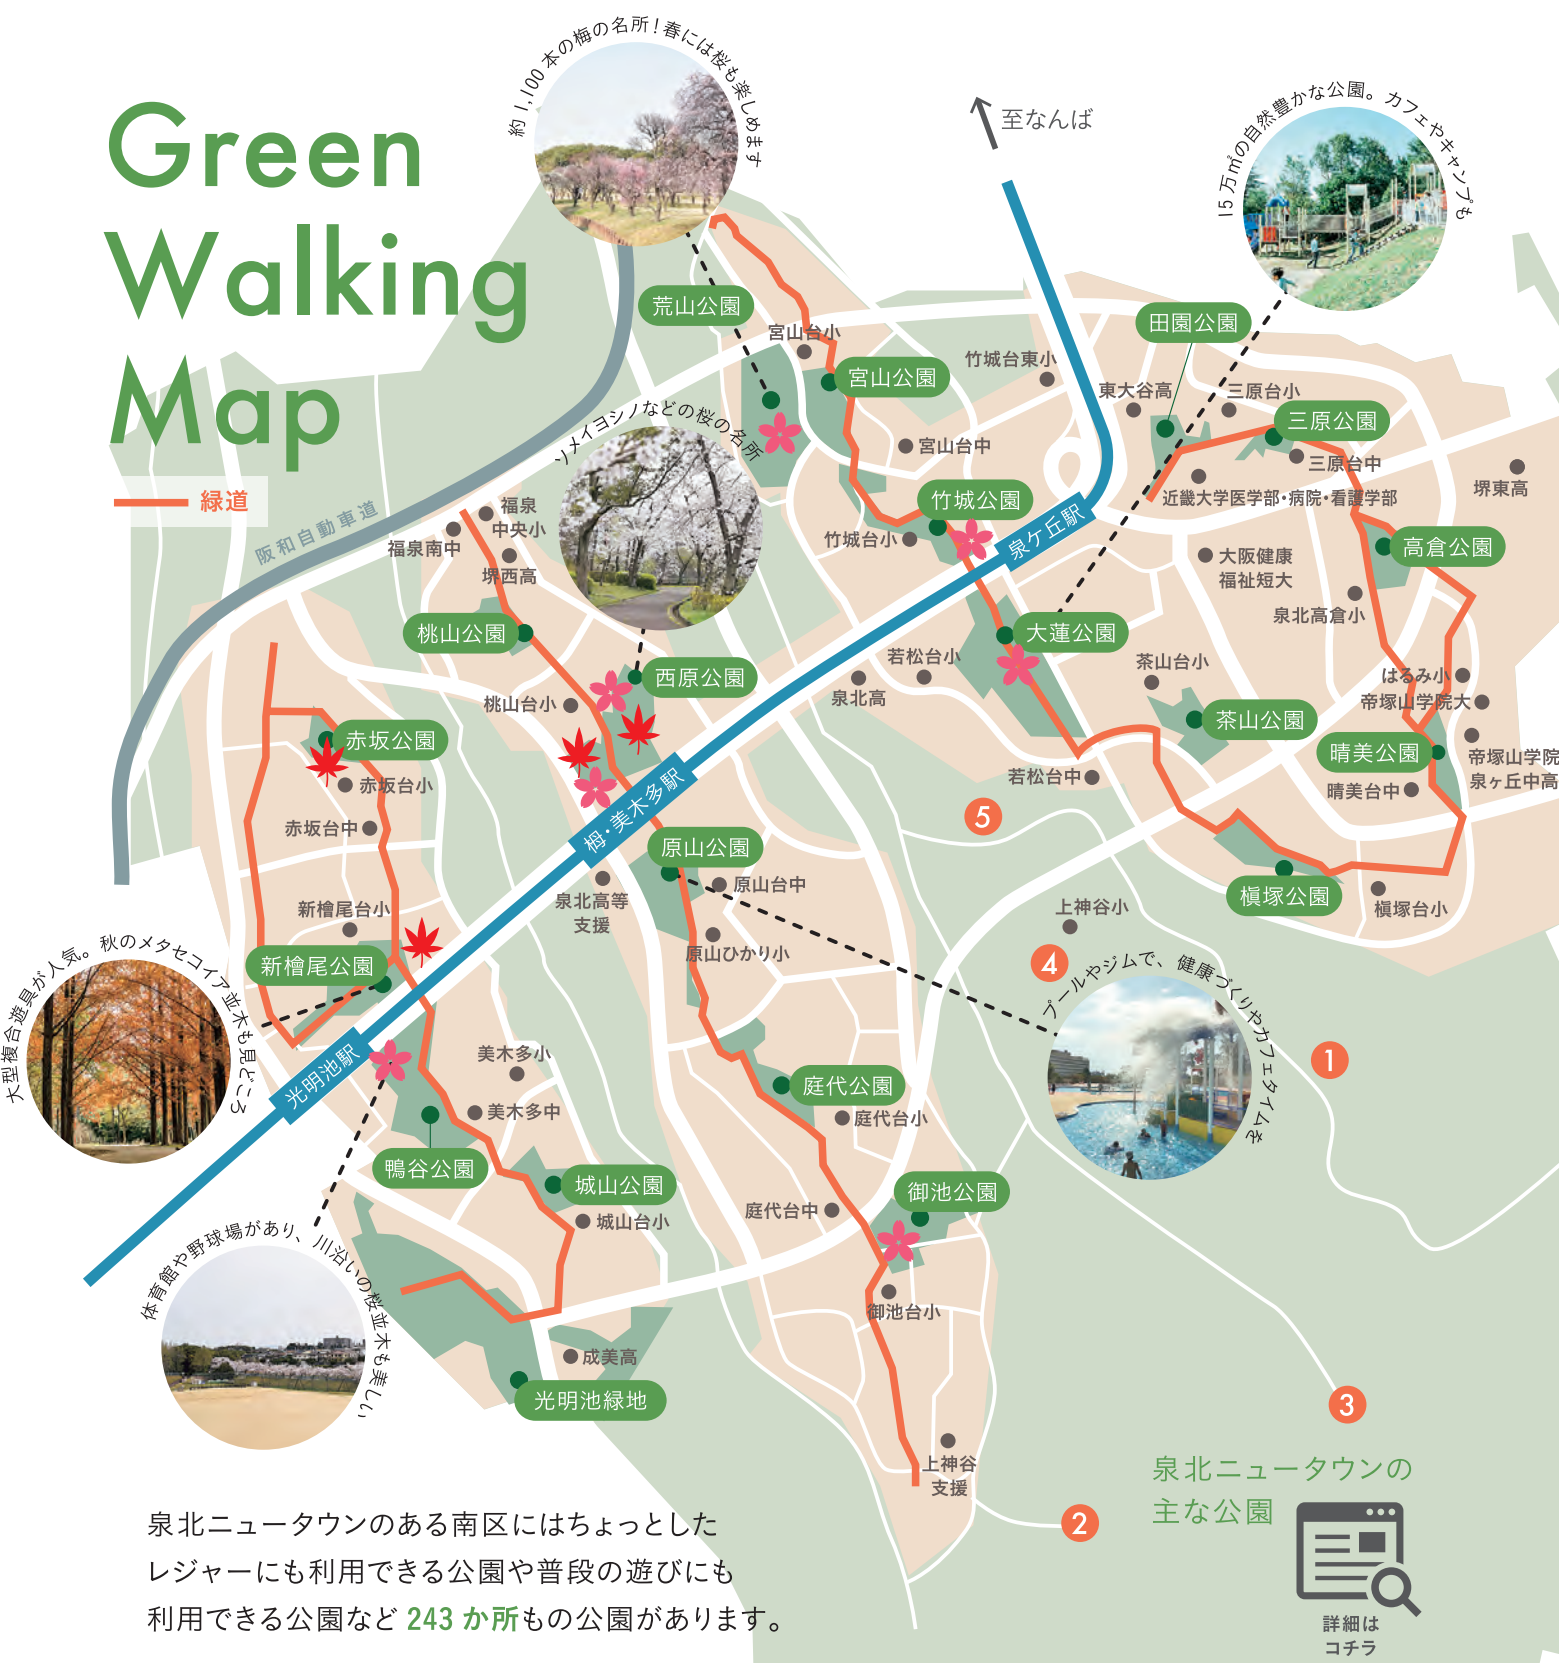 Green
Walking
Map
緑道
約 1,100 本の梅の名所！春には桜も楽しめます
至なんば
15 万㎡の自然豊かな公園。カフェやキャンプも
荒山公園
宮山台小
宮山公園
竹城台東小
田園公園
東大谷高
三原台小
三原公園
三原台中
宮山台中
ソメイヨシノなどの桜の名所
近畿大学医学部・病院・看護学部
堺東高
阪和自動車道
福泉
中央小
福泉南中
堺西高
竹城公園
竹城台小
泉ケ丘駅
高倉公園
大阪健康
福祉短大
泉北高倉小
桃山公園
大蓮公園
若松台小
茶山台小
西原公園
桃山台小
泉北高
はるみ小
帝塚山学院大
茶山公園
赤坂公園
晴美公園
帝塚山学院
泉ヶ丘中高
若松台中
晴美台中
赤坂台小
赤坂台中
栂・美木多駅
5
原山公園
原山台中
泉北高等
支援
槇塚公園
槇塚台小
上神谷小
新檜尾台小
原山ひかり小
新檜尾公園
4
大型複合遊具が人気。秋のメタセコイア並木も見どころ
プールやジムで、健康づくりやカフェタイムを
光明池駅
美木多小
1
庭代公園
美木多中
庭代台小
鴨谷公園
城山公園
御池公園
庭代台中
城山台小
体育館や野球場があり、川沿いの桜並木も美しい
御池台小
成美高
光明池緑地
3
上神谷
支援
2
泉北ニュータウンの
主な公園
詳細は
コチラ
泉北ニュータウンのある南区にはちょっとした
レジャーにも利用できる公園や普段の遊びにも
利用できる公園など 243 か所もの公園があります。